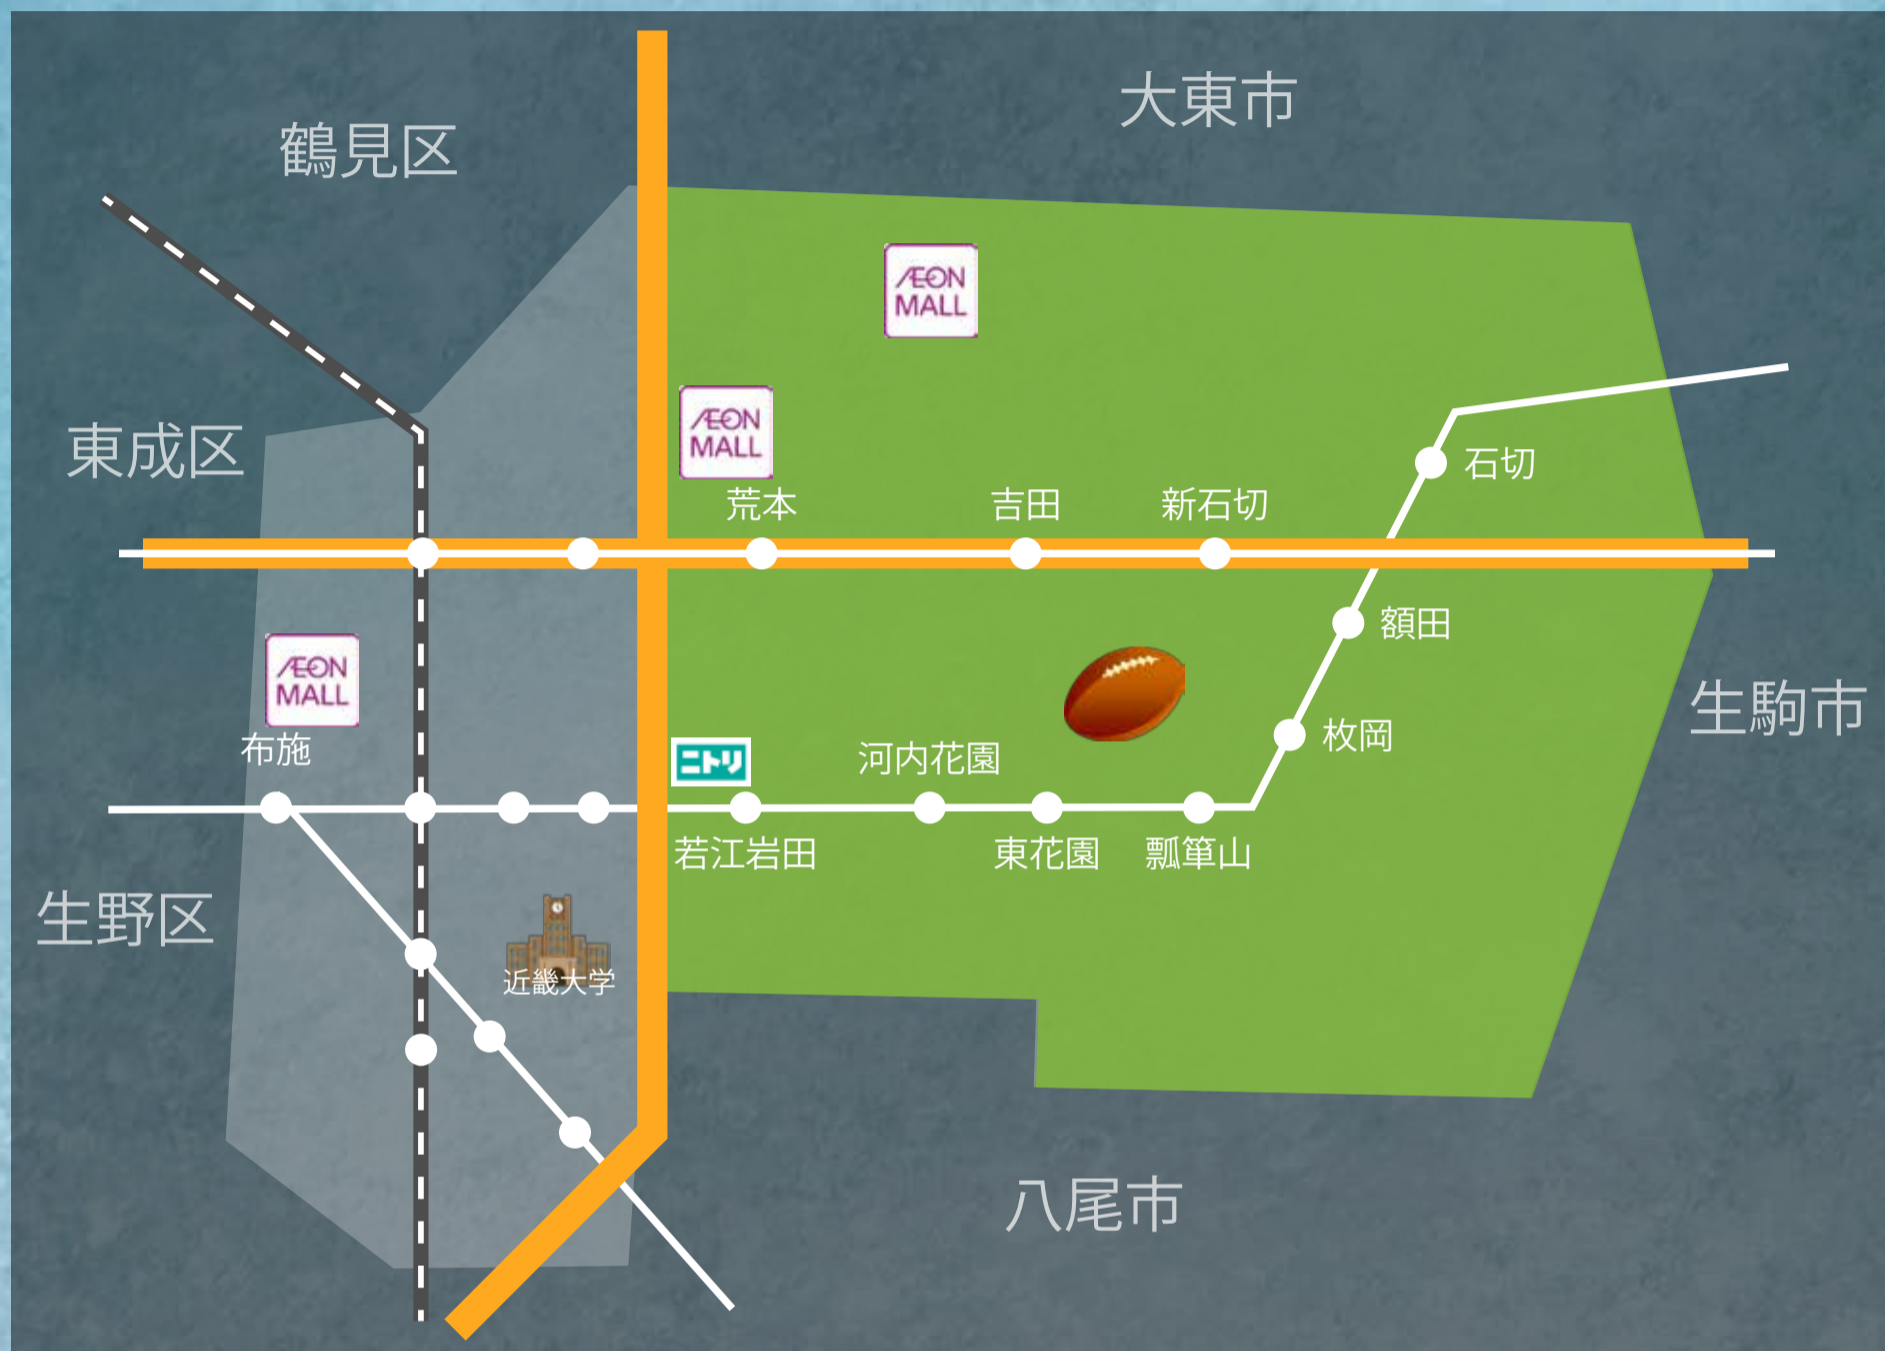 大東市
鶴見区
ÆON
MALL
ÆON
MALL
東成区
石切
荒本
吉田
新石切
額田
ÆON
MALL
生駒市
枚岡
布施
ニトリ
河内花園
若江岩田
東花園
瓢箪山
生野区
近畿大学
八尾市